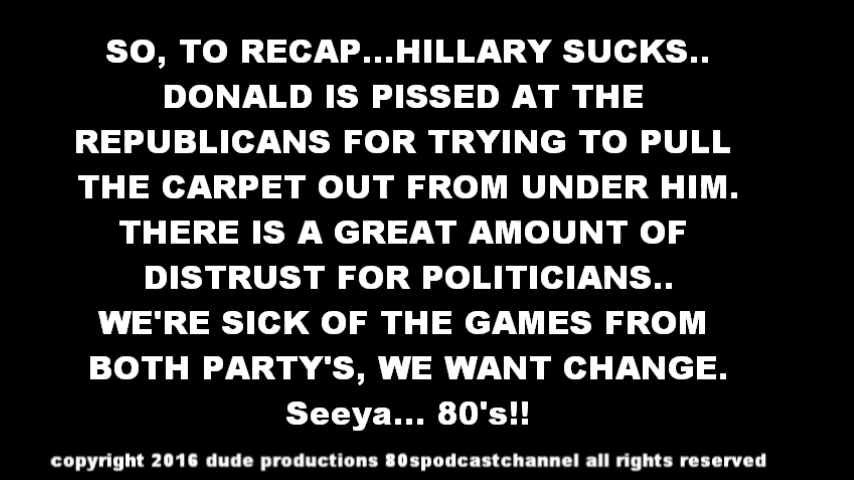 SO, TO RECAP...HILLARY SUCKS..
DONALD IS PISSED AT THE
REPUBLICANS FOR TRYING TO PULL
THE CARPET OUT FROM UNDER HIM.
THERE IS A GREAT AMOUNT OF
DISTRUST FOR POLITICIANS..
WE'RE SICK OF THE GAMES FROM
BOTH PARTY'S, WE WANT CHANGE.
Seeya... 80's!!
copyright 2016 dude productions 80spodcastchannel all rights reserved